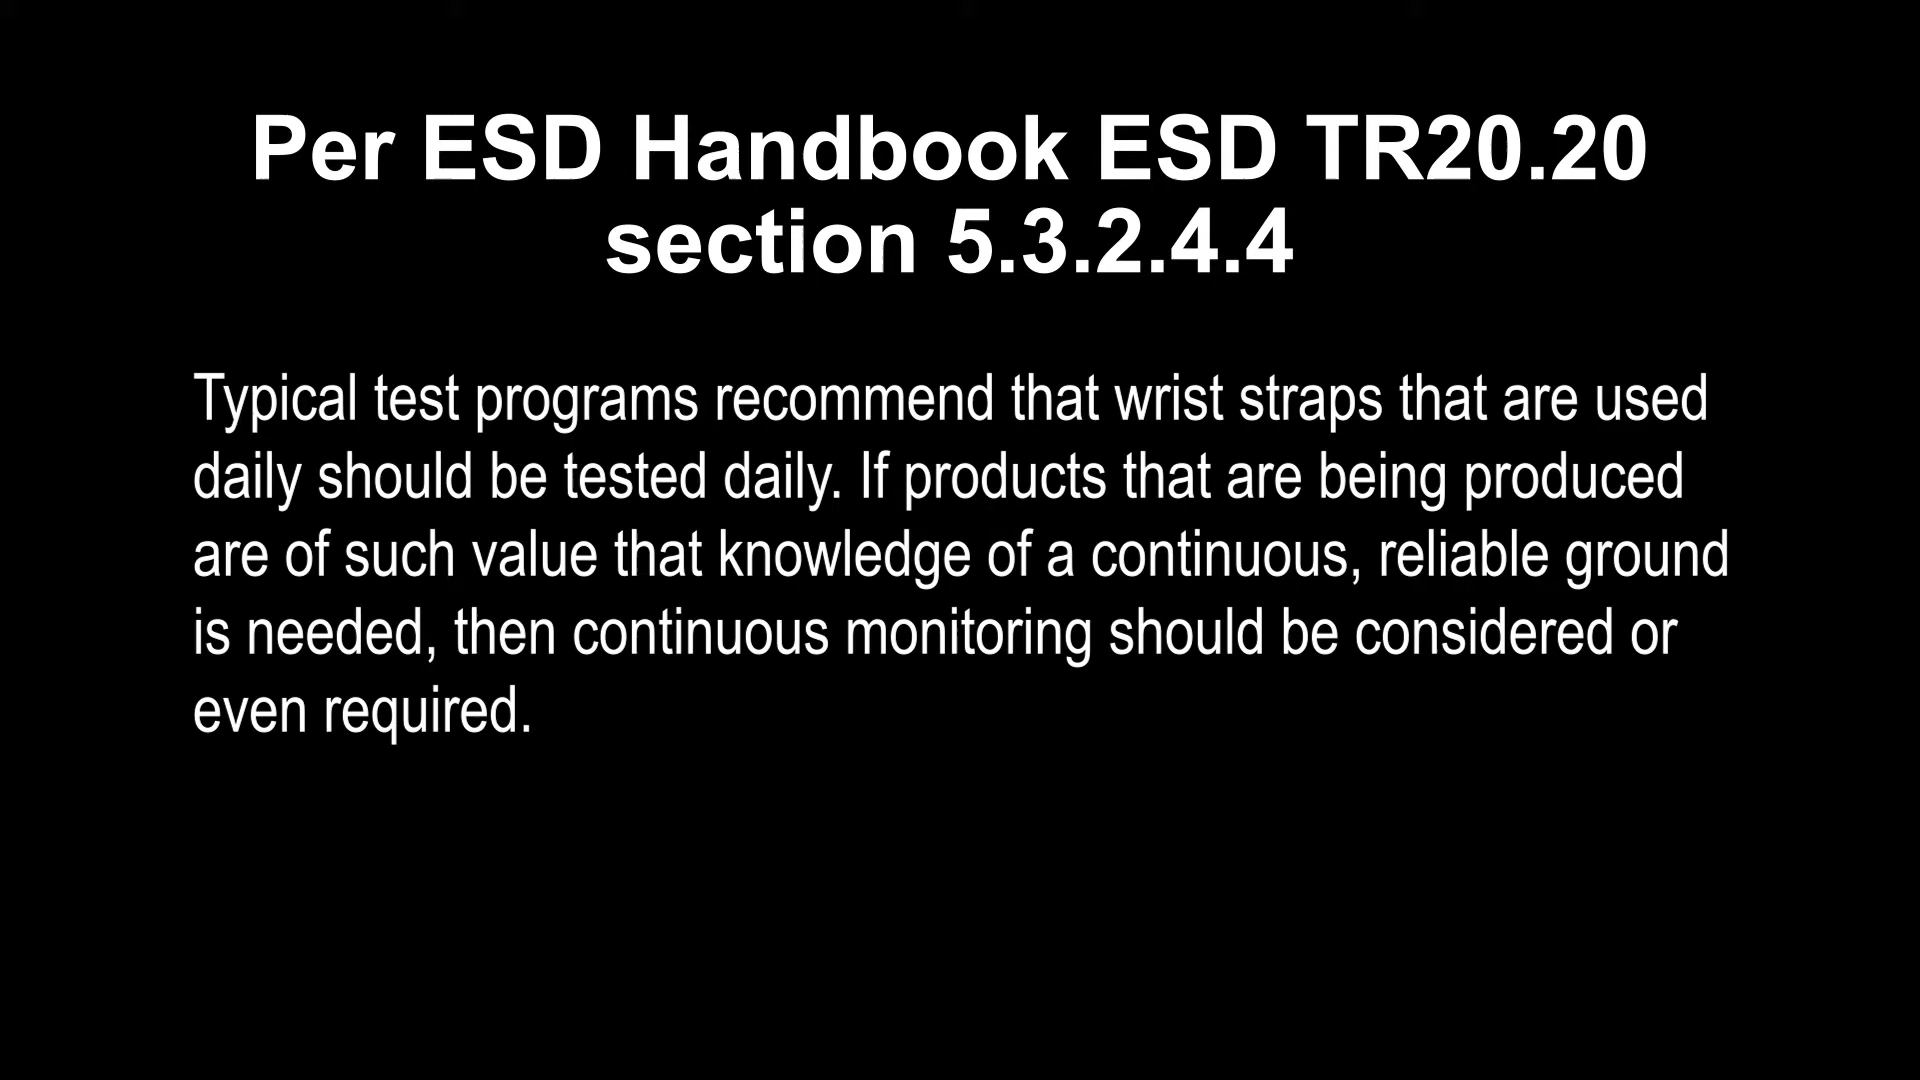 Per ESD Handbook ESD TR20.20
section 5.3.2.4.4
Typical test programs recommend that wrist straps that are used
daily should be tested daily. If products that are being produced
are of such value that knowledge of a continuous, reliable ground
is needed, then continuous monitoring should be considered or
even required.